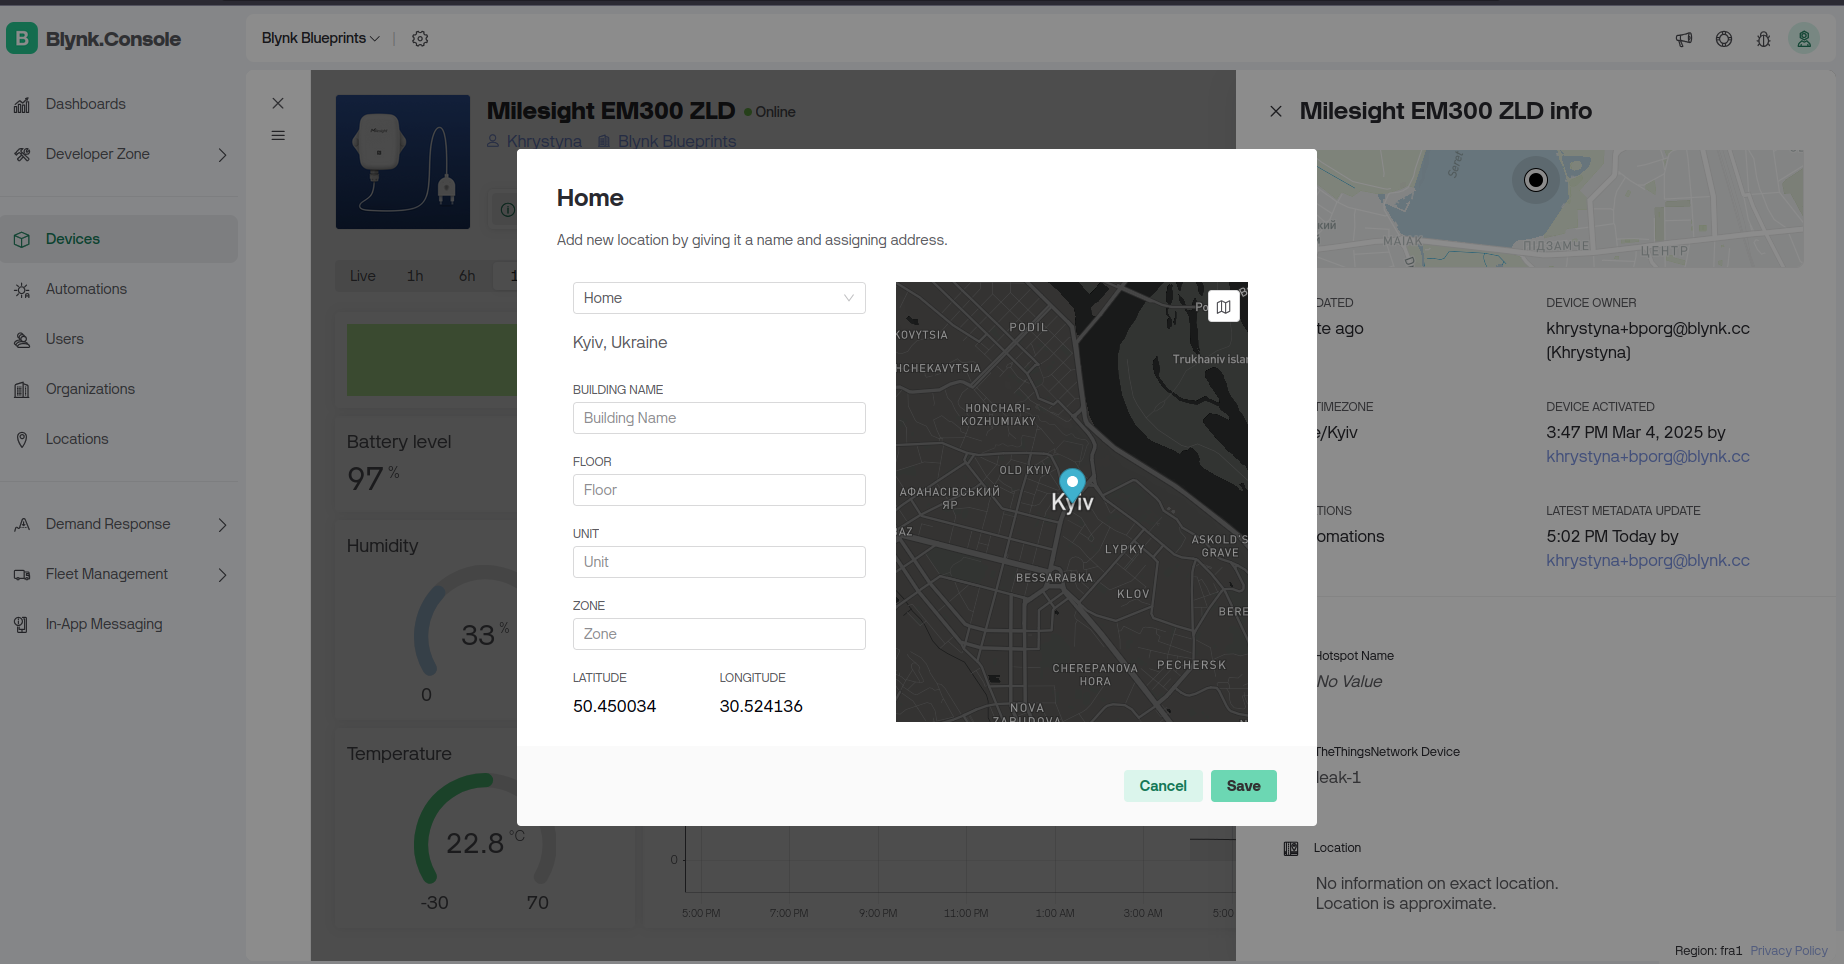 B Blynk.Console
Blynk Blueprints
Dashboards
Developer Zone
Devices
Automations
Users
Organizations
Locations
Demand Response
Fleet Management
In-App Messaging
Milesight EM300 ZLD
Online
Khrystyna
Blynk Blueprints
Live 1h 6h 1
Battery level
97 %
Humidity
33 %
0
Temperature
22.8 °C
-30 70
Home
Add new location by giving it a name and assigning address.
Home
Kyiv, Ukraine
BUILDING NAME
Building Name
FLOOR
Floor
UNIT
Unit
ZONE
Zone
LATITUDE LONGITUDE
50.450034 30.524136
PODIL
KOVYTSIA
Trukhaniv islan
HCHEKAVYTSIA
HONCHARI-
KOZHUMIAKY
OLD KYIV
АФАНАСІВСЬКИЙ
ЯР
Kyiv
AZ
ASKOLD'S
GRAVE
LYPKY
BESSARABKA
KLOV
BERE
CHEREPANOVA
HORA
PECHERSK
NOVA
ZABUDOVA
Cancel Save
0
5:00 PM 7:00 PM 9:00 PM 11:00 PM 1:00 AM 3:00 AM 5:00
Milesight EM300 ZLD info
Seret
кий
МАІАК
ПІДЗАМЧЕ
ЦЕНТР
DATED
te ago
DEVICE OWNER
khrystyna+bporg@blynk.cc
(Khrystyna)
TIMEZONE
e/Kyiv
DEVICE ACTIVATED
3:47 PM Mar 4, 2025 by
khrystyna+bporg@blynk.cc
TIONS
omations
LATEST METADATA UPDATE
5:02 PM Today by
khrystyna+bporg@blynk.cc
Hotspot Name
No Value
TheThingsNetwork Device
leak-1
Location
No information on exact location.
Location is approximate.
Region: fra1 Privacy Policy